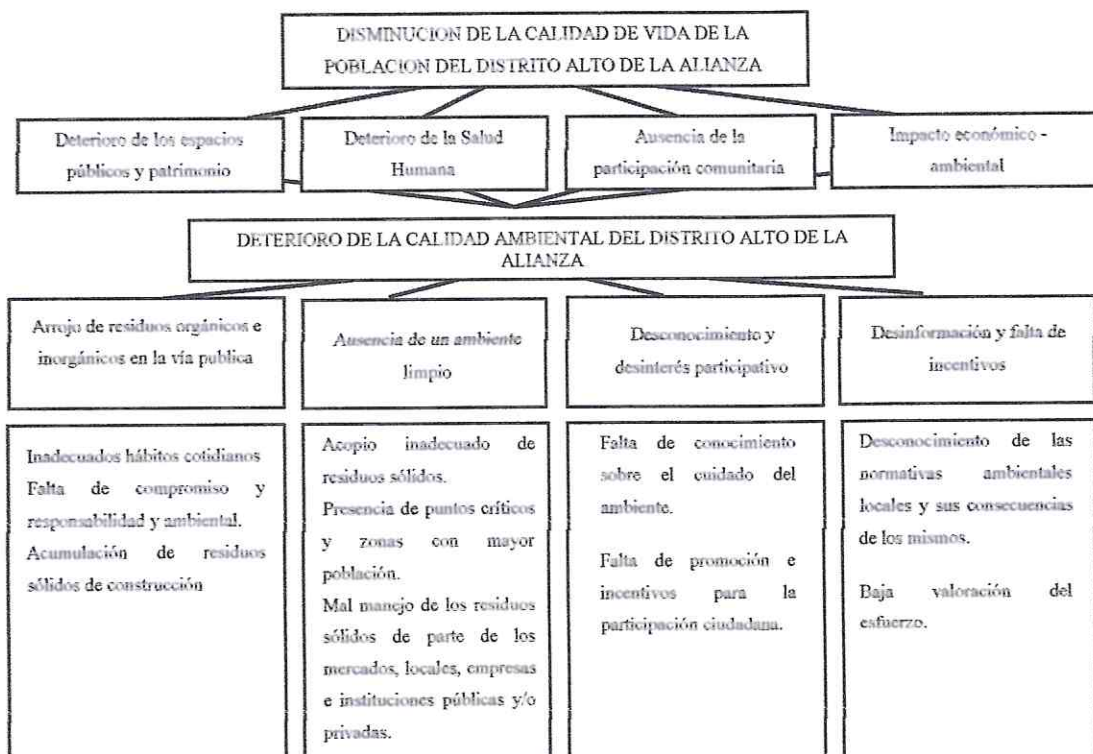 DISMINUCION DE LA CALIDAD DE VIDA DE LA
POBLACION DEL DISTRITO ALTO DE LA ALIANZA
Deterioro de los espacios
públicos y patrimonio
Deterioro de la Salud
Humana
Ausencia de la
participación comunitaria
Impacto económico -
ambiental
DETERIORO DE LA CALIDAD AMBIENTAL DEL DISTRITO ALTO DE LA
ALIANZA
Arrojo de residuos orgánicos e
inorgánicos en la vía publica
Ausencia de un ambiente
limpio
Desconocimiento y
desinterés participativo
Desinformación y falta de
incentivos
Inadecuados hábitos cotidianos
Falta de compromiso y
responsabilidad y ambiental.
Acumulación de residuos
sólidos de construcción
Acopio inadecuado de
residuos sólidos.
Presencia de puntos críticos
y zonas con mayor
población.
Mal manejo de los residuos
sólidos de parte de los
mercados, locales, empresas
e instituciones públicas y/o
privadas.
Falta de conocimiento
sobre el cuidado del
ambiente.
Falta de promoción e
incentivos para la
participación ciudadana.
Desconocimiento de las
normativas ambientales
locales y sus consecuencias
de los mismos.
Baja valoración del
esfuerzo.